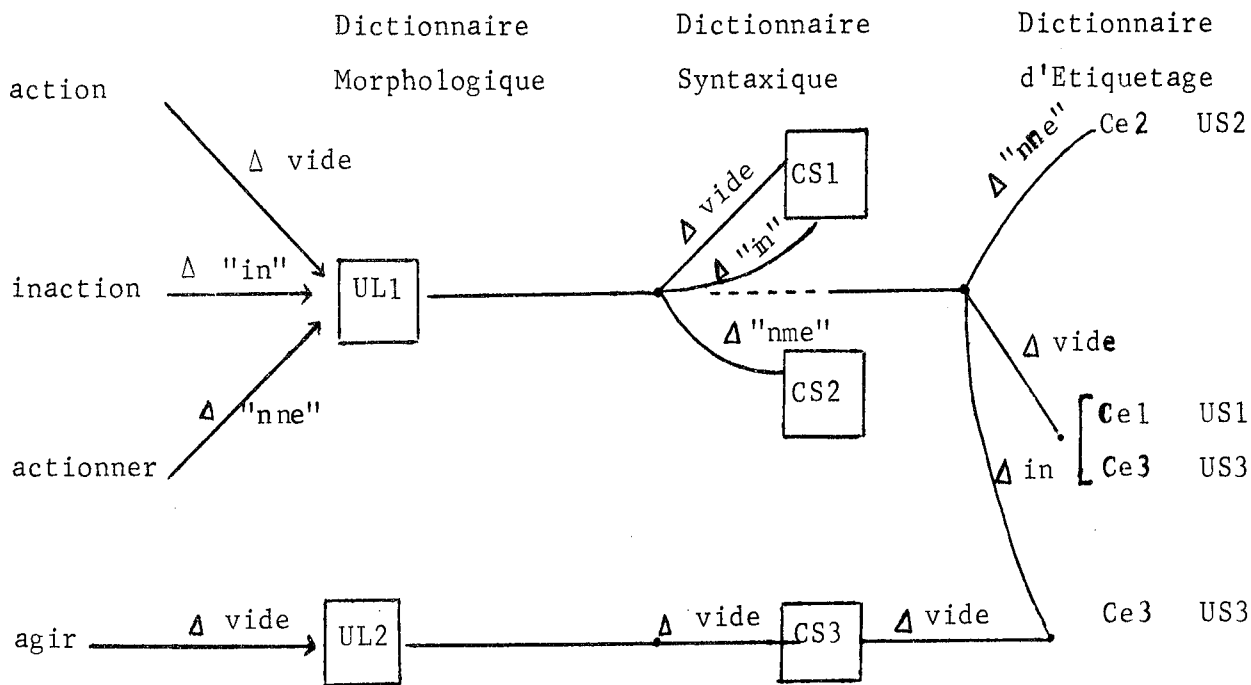 Dictionnaire Dictionnaire Dictionnaire
Morphologique Syntaxique d'Etiquetage
action
Ce2 US2
Δ "nne"
Δ vide
Δ vide
CS1
Δ "in"
Δ "in"
inaction
UL1
Δ "nme"
Δ vide
CS2
Δ "nne"
Ce1 US1
actionner
Δ in
Ce3 US3
Δ vide
Δ vide
Δ vide
Ce3 US3
agir
UL2
CS3